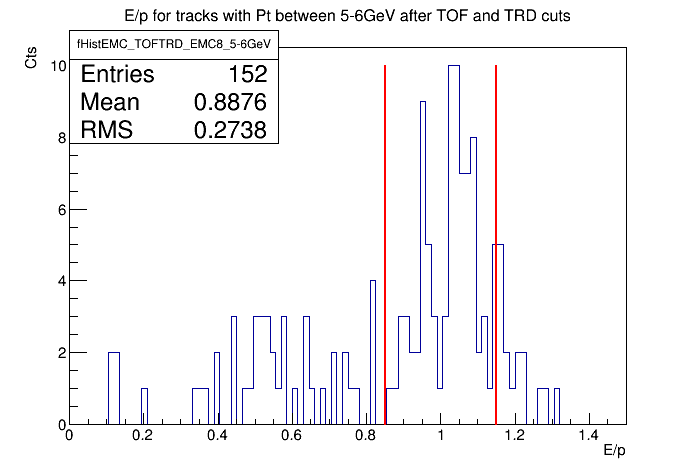 E/p for tracks with Pt between 5-6GeV after TOF and TRD cuts
fHistEMC_TOFTRD_EMC8_5-6GeV
Entries 152
Mean 0.8876
RMS 0.2738
Cts
10
8
6
4
2
0
0 0.2 0.4 0.6 0.8 1 1.2 1.4
E/p